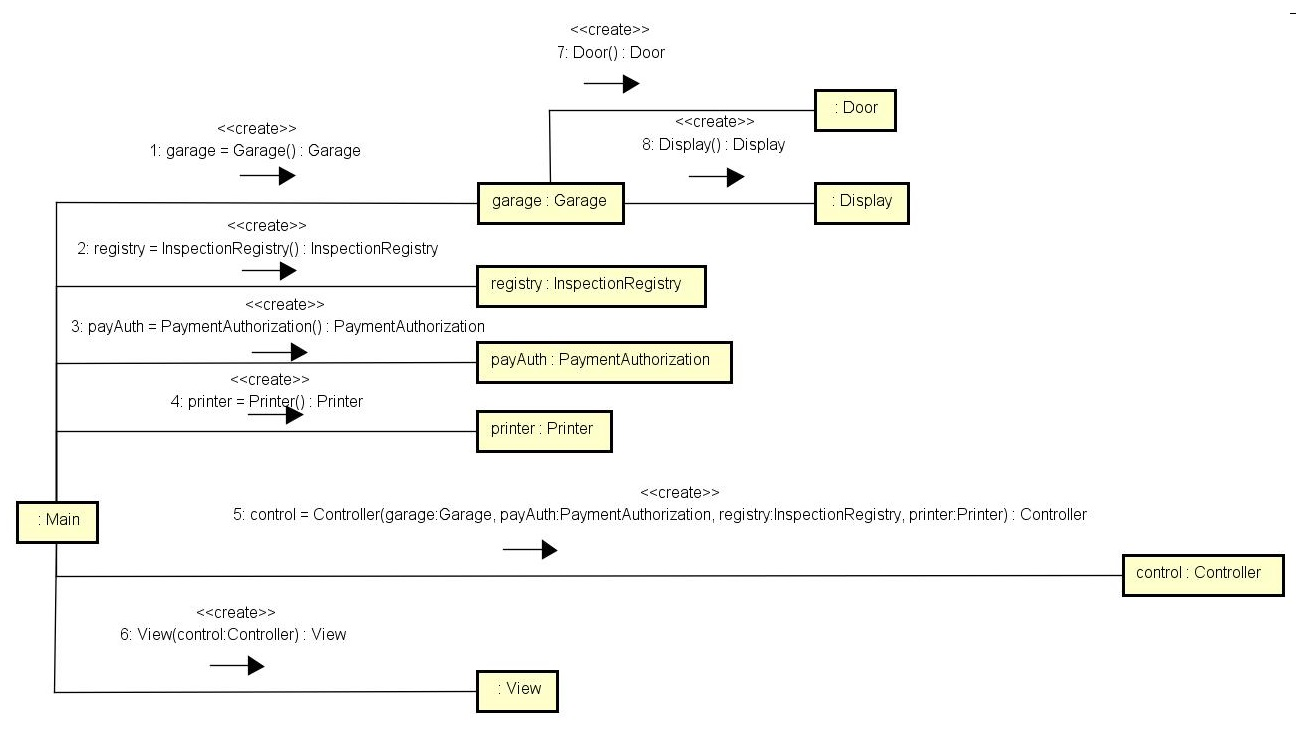 <<create>>
7: Door() : Door
: Door
<<create>>
1: garage = Garage() : Garage
<<create>>
8: Display() : Display
garage : Garage
: Display
<<create>>
2: registry = InspectionRegistry() : InspectionRegistry
registry : InspectionRegistry
<<create>>
3: payAuth = PaymentAuthorization() : PaymentAuthorization
payAuth : PaymentAuthorization
<<create>>
4: printer = Printer() : Printer
printer : Printer
: Main
<<create>>
5: control = Controller(garage:Garage, payAuth:PaymentAuthorization, registry:InspectionRegistry, printer:Printer) : Controller
control : Controller
<<create>>
6: View(control:Controller) : View
: View